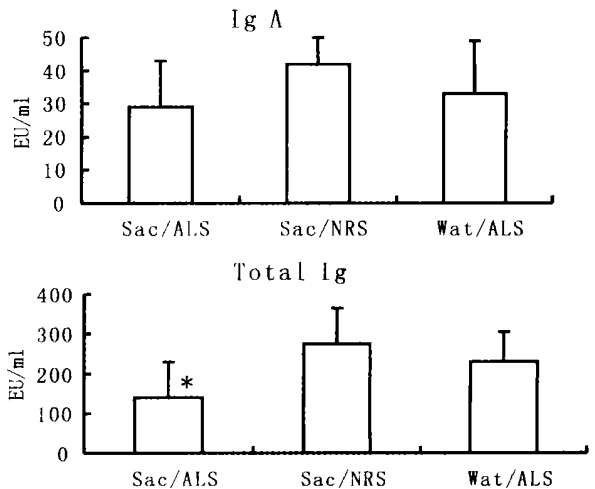 Ig A
50
40
30
20
10
0
EU/ml
Sac/ALS Sac/NRS Wat/ALS
Total Ig
400
300
200
100
0
EU/ml
*
Sac/ALS Sac/NRS Wat/ALS